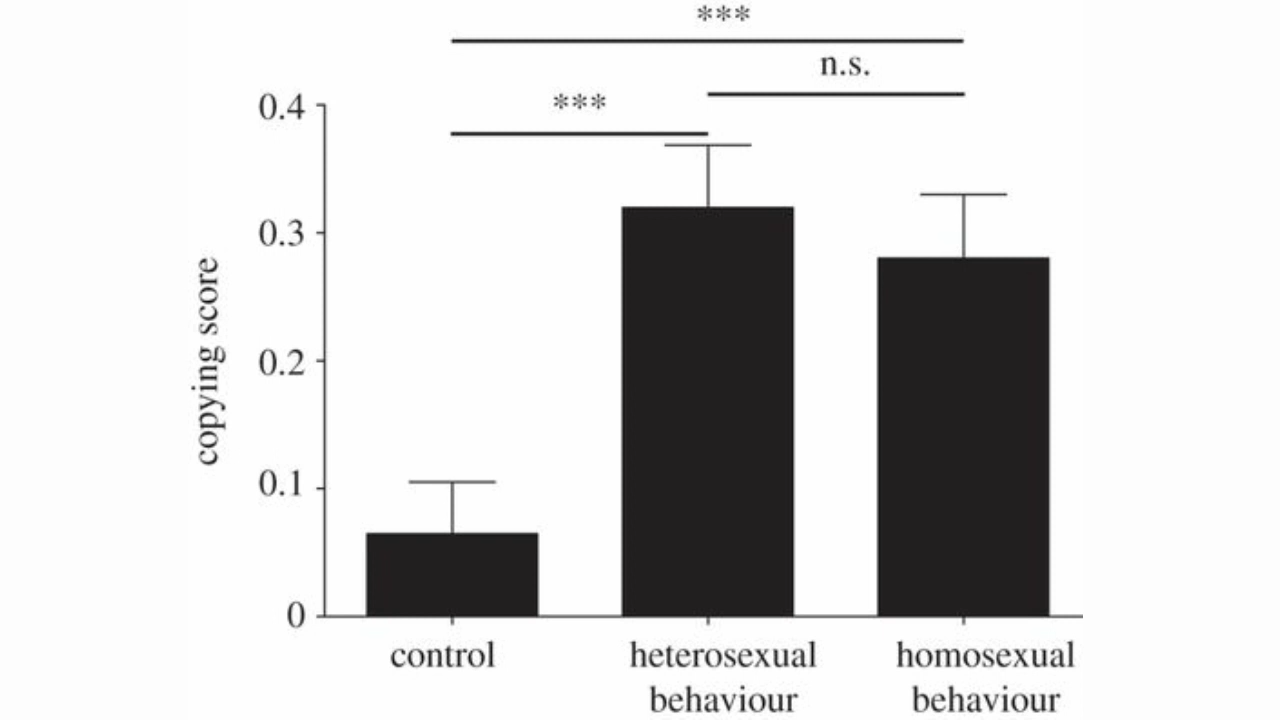 ***
n.s.
***
0.4
0.3
0.2
0.1
0
copying score
control
heterosexual
behaviour
homosexual
behaviour